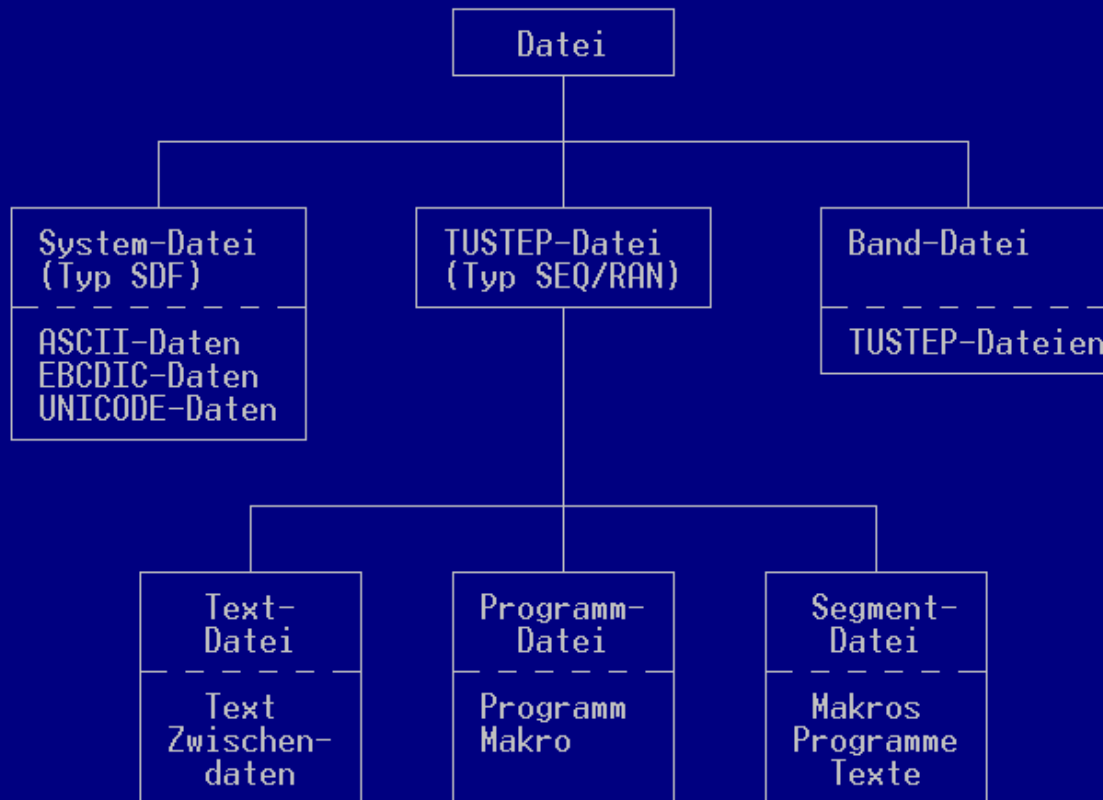 Datei
System-Datei
(Typ SDF)
ASCII-Daten
EBCDIC-Daten
UNICODE-Daten
TUSTEP-Datei
(Typ SEQ/RAN)
Band-Datei
TUSTEP-Dateien
Text-
Datei
Text
Zwischen-
daten
Programm-
Datei
Programm
Makro
Segment-
Datei
Makros
Programme
Texte